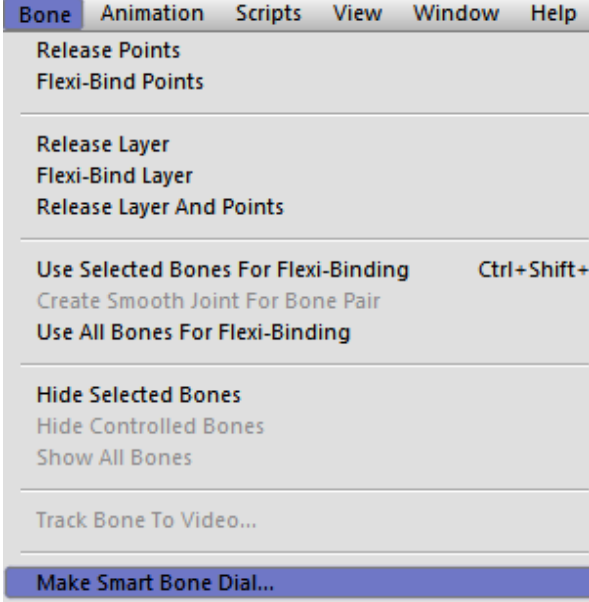 Bone Animation Scripts View Window Help
Release Points
Flexi-Bind Points
Release Layer
Flexi-Bind Layer
Release Layer And Points
Use Selected Bones For Flexi-Binding Ctrl+Shift+
Create Smooth Joint For Bone Pair
Use All Bones For Flexi-Binding
Hide Selected Bones
Hide Controlled Bones
Show All Bones
Track Bone To Video...
Make Smart Bone Dial...